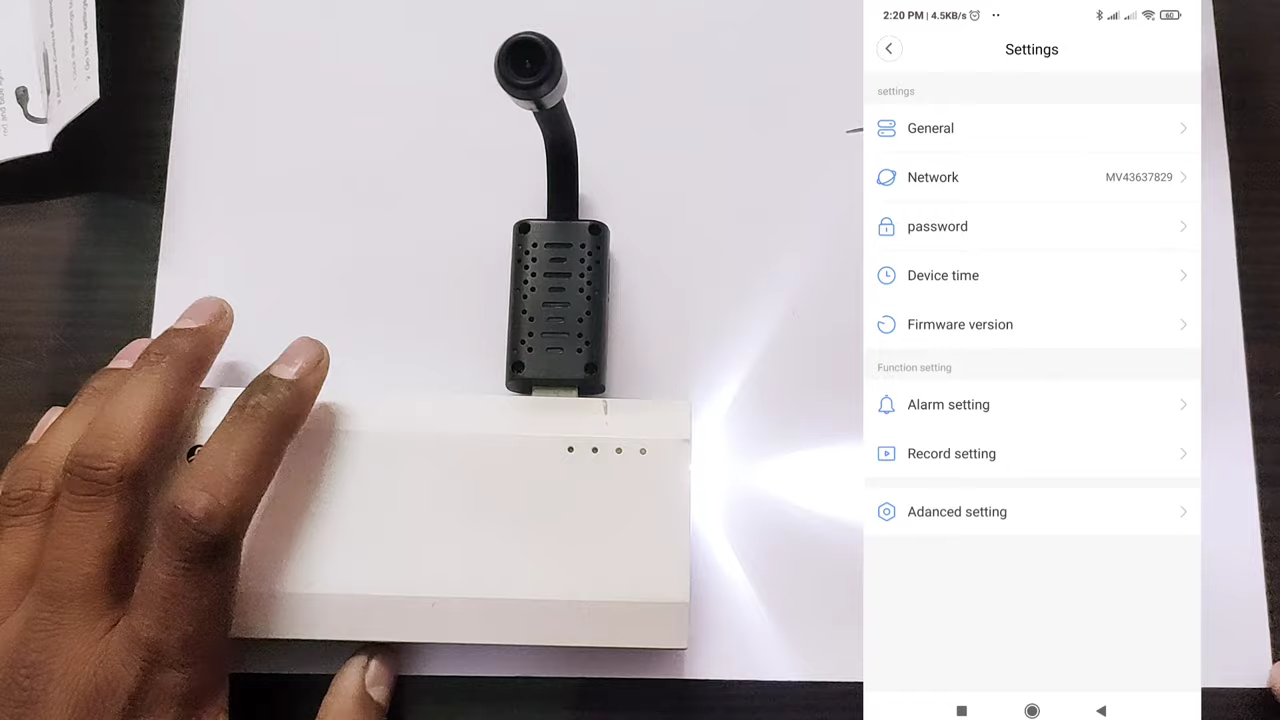 2:20 PM | 4.5KB/s
60
Settings
settings
General
Network MV43637829
password
Device time
Firmware version
Function setting
Alarm setting
Record setting
Adanced setting